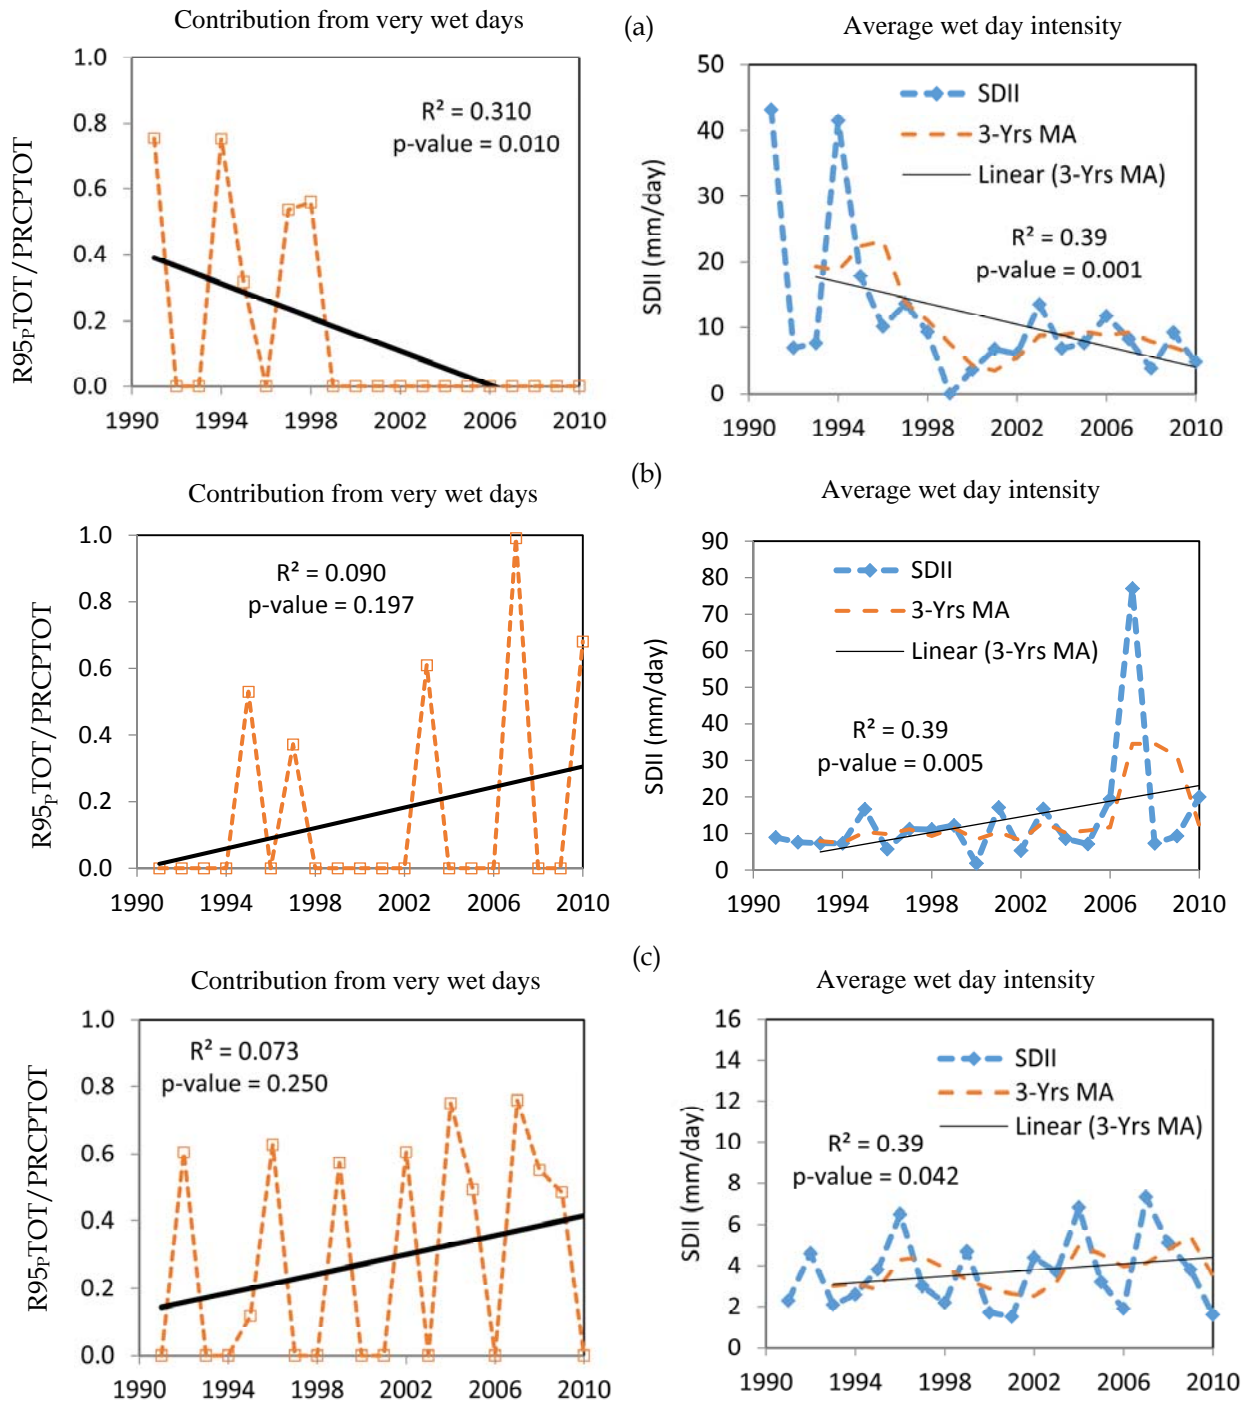 (a)
Contribution from very wet days
R95pTOT/PRCPTOT
1.0
0.8
0.6
0.4
0.2
0.0
R² = 0.310
p-value = 0.010
1990 1994 1998 2002 2006 2010
Average wet day intensity
SDII (mm/day)
50
40
30
20
10
0
SDII
3-Yrs MA
Linear (3-Yrs MA)
R² = 0.39
p-value = 0.001
1990 1994 1998 2002 2006 2010
(b)
Contribution from very wet days
R95pTOT/PRCPTOT
1.0
0.8
0.6
0.4
0.2
0.0
R² = 0.090
p-value = 0.197
1990 1994 1998 2002 2006 2010
Average wet day intensity
SDII (mm/day)
90
80
70
60
50
40
30
20
10
0
SDII
3-Yrs MA
Linear (3-Yrs MA)
R² = 0.39
p-value = 0.005
1990 1994 1998 2002 2006 2010
(c)
Contribution from very wet days
R95pTOT/PRCPTOT
1.0
0.8
0.6
0.4
0.2
0.0
R² = 0.073
p-value = 0.250
1990 1994 1998 2002 2006 2010
Average wet day intensity
SDII (mm/day)
16
14
12
10
8
6
4
2
0
SDII
3-Yrs MA
Linear (3-Yrs MA)
R² = 0.39
p-value = 0.042
1990 1994 1998 2002 2006 2010